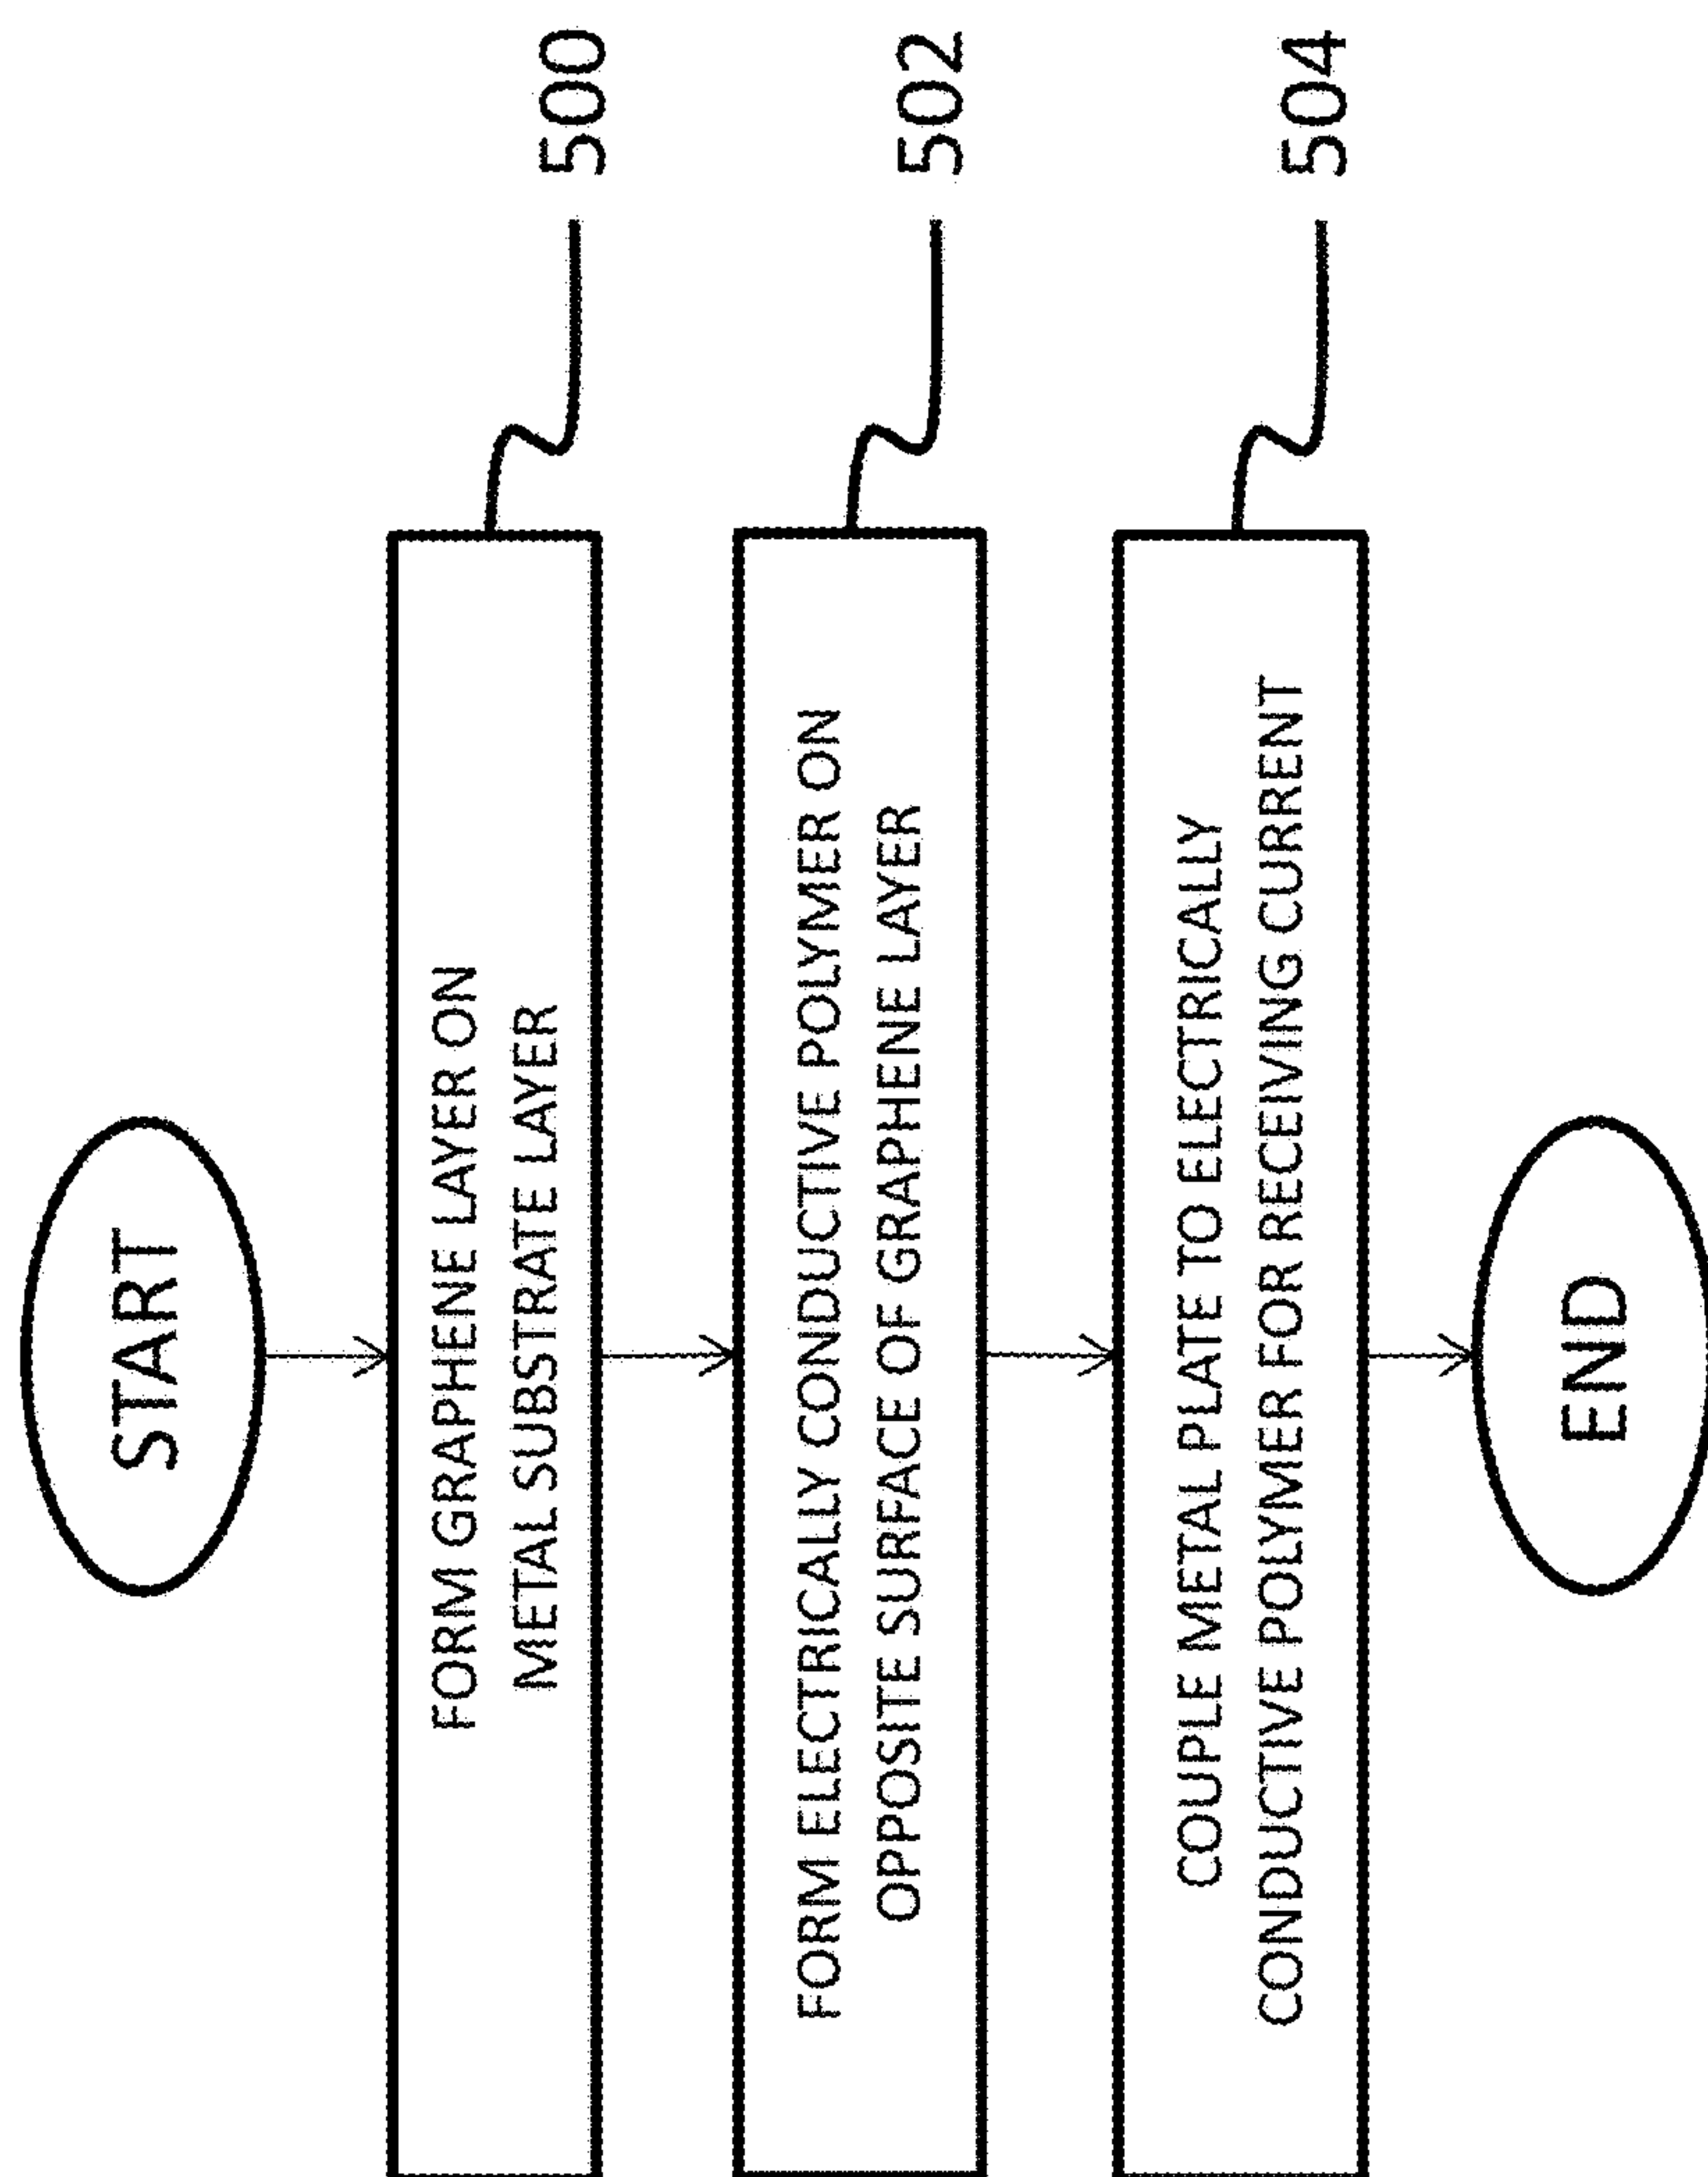 START
FORM GRAPHENE LAYER ON
METAL SUBSTRATE LAYER
500
FORM ELECTRICALLY CONDUCTIVE POLYMER ON
OPPOSITE SURFACE OF GRAPHENE LAYER
502
COUPLE METAL PLATE TO ELECTRICALLY
CONDUCTIVE POLYMER FOR RECEIVING CURRENT
504
END